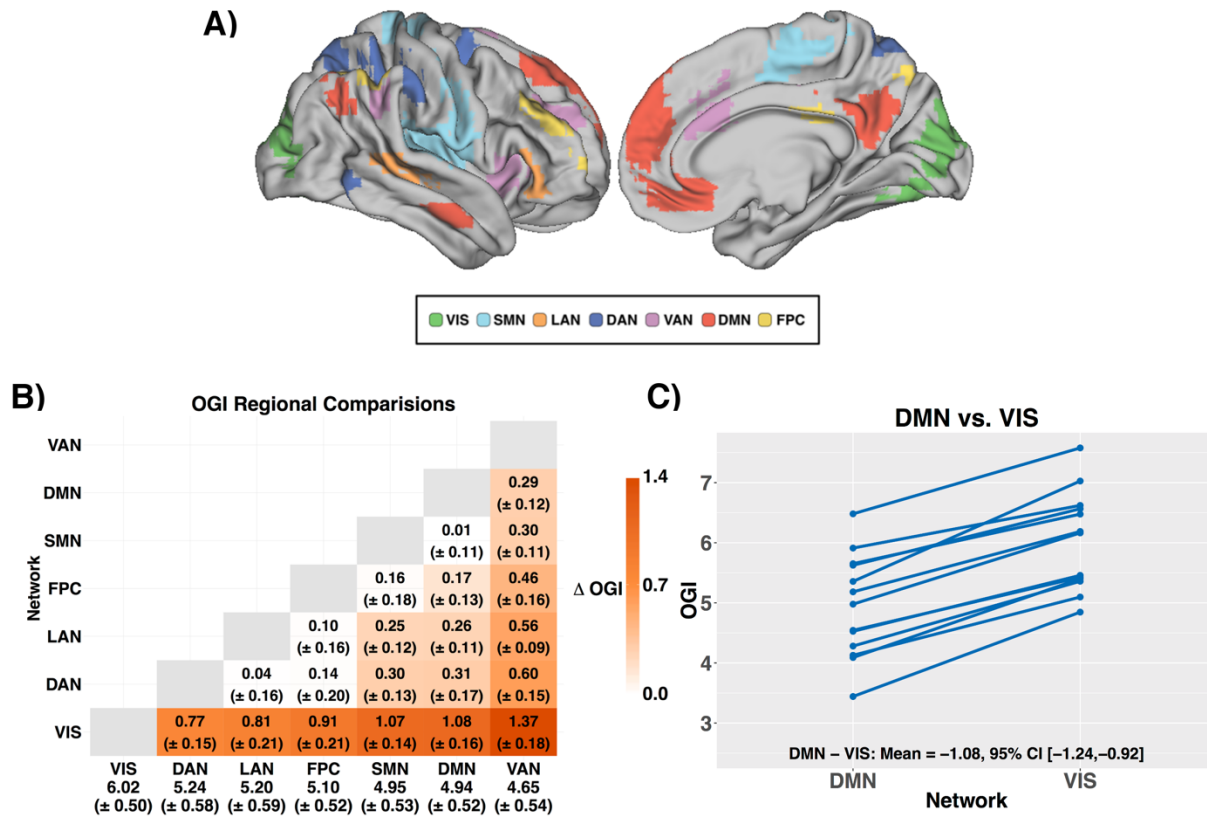 A)
VIS SMN LAN DAN VAN DMN FPC
B)
OGI Regional Comparisions
Network
VAN
DMN 0.29
(± 0.12)
SMN 0.01 0.30
(± 0.11) (± 0.11)
FPC 0.16 0.17 0.46
(± 0.18) (± 0.13) (± 0.16)
LAN 0.10 0.25 0.26 0.56
(± 0.16) (± 0.12) (± 0.11) (± 0.09)
DAN 0.04 0.14 0.30 0.31 0.60
(± 0.16) (± 0.20) (± 0.13) (± 0.17) (± 0.15)
VIS 0.77 0.81 0.91 1.07 1.08 1.37
(± 0.15) (± 0.21) (± 0.21) (± 0.14) (± 0.16) (± 0.18)
VIS DAN LAN FPC SMN DMN VAN
6.02 5.24 5.20 5.10 4.95 4.94 4.65
(± 0.50) (± 0.58) (± 0.59) (± 0.52) (± 0.53) (± 0.52) (± 0.54)
Δ OGI
1.4
0.7
0.0
C)
DMN vs. VIS
OGI
7
6
5
4
3
DMN − VIS: Mean = −1.08, 95% CI [−1.24,−0.92]
DMN VIS
Network